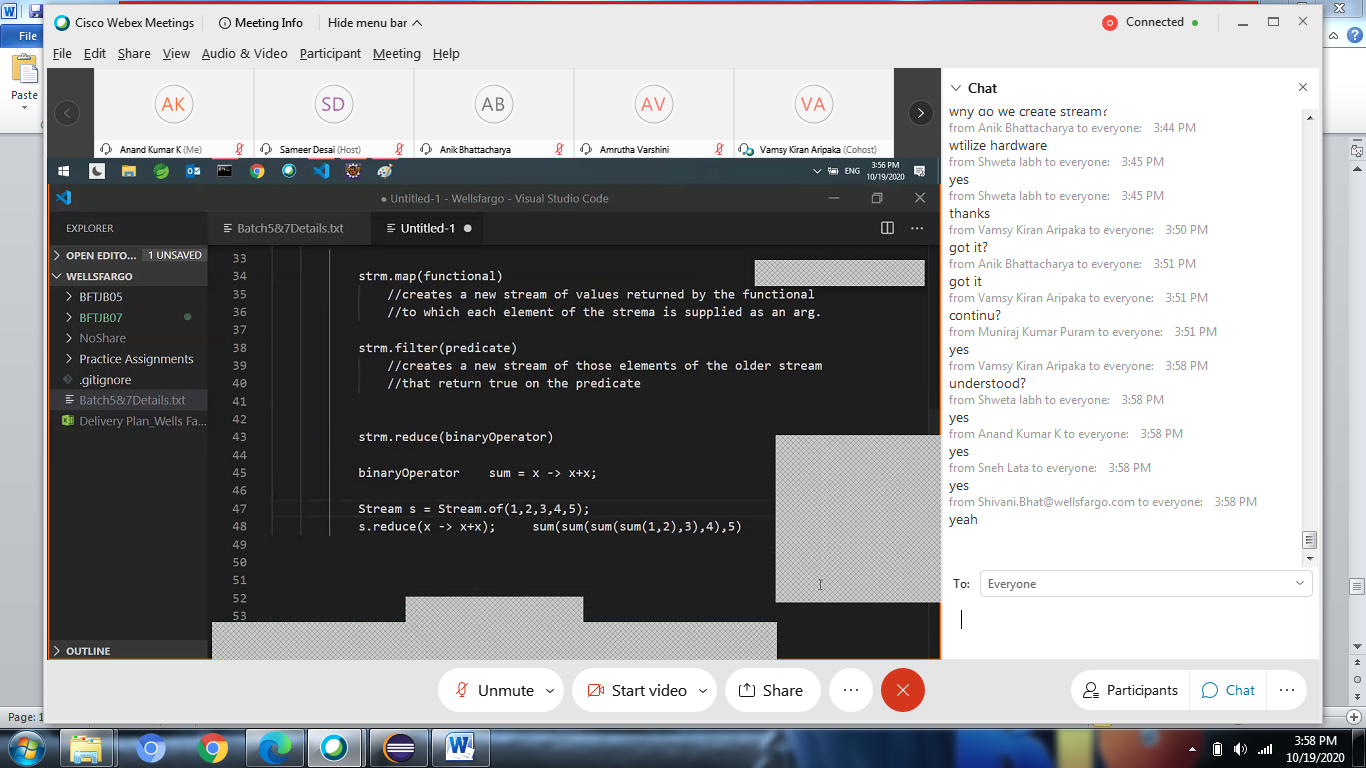 File
Paste
Page: 1
Cisco Webex Meetings
Meeting Info
Hide menu bar
Connected
File Edit Share View Audio & Video Participant Meeting Help
AK
SD
AB
AV
VA
Anand Kumar K (Me)
Sameer Desai (Host)
Anik Bhattacharya
Amrutha Varshini
Vamsy Kiran Aripaka (Cohost)
ENG
3:56 PM
10/19/2020
● Untitled-1 - Wellsfargo - Visual Studio Code
EXPLORER
Batch5&7Details.txt
Untitled-1
OPEN EDITO...
1 UNSAVED
WELLSFARGO
BFTJB05
BFTJB07
NoShare
Practice Assignments
.gitignore
Batch5&7Details.txt
Delivery Plan_Wells Fa...
OUTLINE
33
34 strm.map(functional)
35 //creates a new stream of values returned by the functional
36 //to which each element of the strema is supplied as an arg.
37
38 strm.filter(predicate)
39 //creates a new stream of those elements of the older stream
40 //that return true on the predicate
41
42
43 strm.reduce(binaryOperator)
44
45 binaryOperator sum = x -> x+x;
46
47 Stream s = Stream.of(1,2,3,4,5);
48 s.reduce(x -> x+x); sum(sum(sum(sum(1,2),3),4),5)
49
50
51
52
53
Chat
why do we create stream?
from Anik Bhattacharya to everyone: 3:44 PM
wtilize hardware
from Shweta labh to everyone: 3:45 PM
yes
from Shweta labh to everyone: 3:45 PM
thanks
from Vamsy Kiran Aripaka to everyone: 3:50 PM
got it?
from Anik Bhattacharya to everyone: 3:51 PM
got it
from Vamsy Kiran Aripaka to everyone: 3:51 PM
continu?
from Muniraj Kumar Puram to everyone: 3:51 PM
yes
from Vamsy Kiran Aripaka to everyone: 3:58 PM
understood?
from Shweta labh to everyone: 3:58 PM
yes
from Anand Kumar K to everyone: 3:58 PM
yes
from Sneh Lata to everyone: 3:58 PM
yes
from Shivani.Bhat@wellsfargo.com to everyone: 3:58 PM
yeah
To: Everyone
Unmute
Start video
Share
Participants
Chat
3:58 PM
10/19/2020